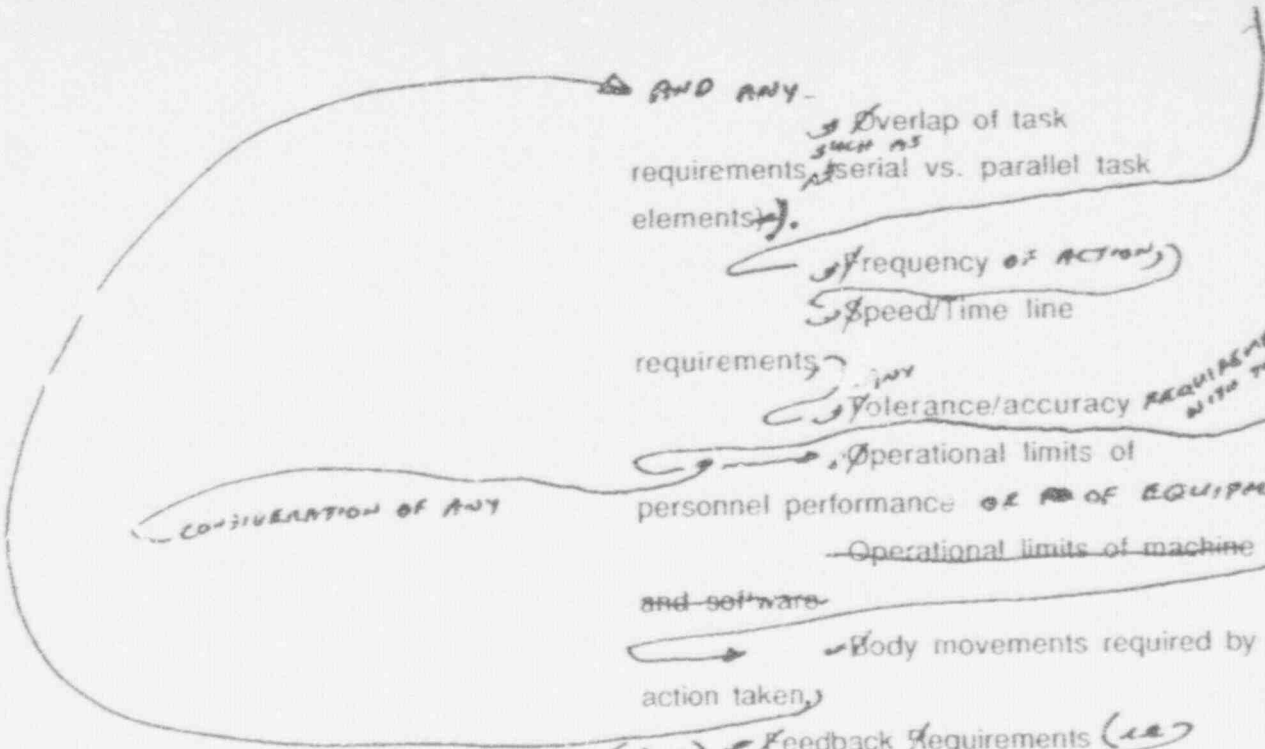 AND ANY
Overlap of task
SUCH AS
requirements (serial vs. parallel task
elements).
Frequency OF ACTION,
Speed/Time line
requirements,
ANY
Tolerance/accuracy
WITH
Operational limits of
CONSIDERATION OF ANY
personnel performance OR OF
Operational limits of machine
and software
Body movements required by
action taken,
Feedback Requirements (